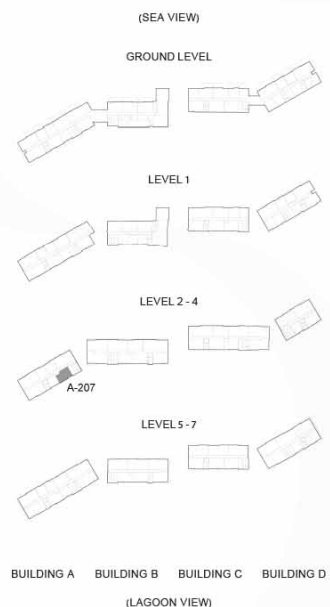 (SEA VIEW)
GROUND LEVEL
LEVEL 1
LEVEL 2 - 4
A-207
LEVEL 5 - 7
BUILDING A BUILDING B BUILDING C BUILDING D
(LAGOON VIEW)